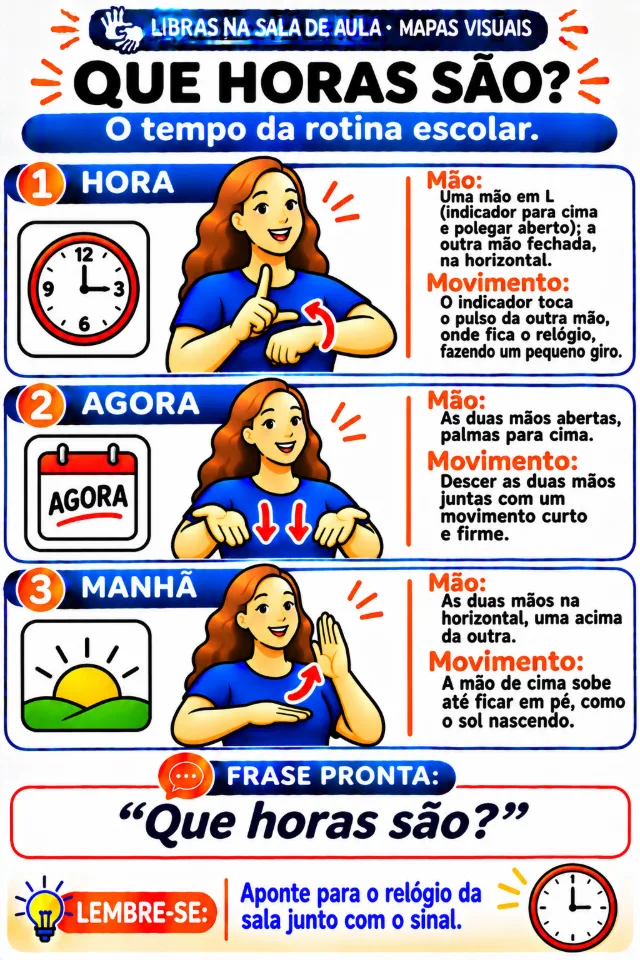 LIBRAS NA SALA DE AULA • MAPAS VISUAIS
QUE HORAS SÃO?
O tempo da rotina escolar.
1 HORA
12
9
3
6
Mão:
Uma mão em L
(indicador para cima
e polegar aberto); a
outra mão fechada,
na horizontal.
Movimento:
O indicador toca
o pulso da outra mão,
onde fica o relógio,
fazendo um pequeno giro.
2 AGORA
AGORA
Mão:
As duas mãos abertas,
palmas para cima.
Movimento:
Descer as duas mãos
juntas com um
movimento curto
e firme.
3 MANHÃ
Mão:
As duas mãos na
horizontal, uma acima
da outra.
Movimento:
A mão de cima sobe
até ficar em pé, como
o sol nascendo.
FRASE PRONTA:
“Que horas são?”
LEMBRE-SE:
Aponte para o relógio da
sala junto com o sinal.